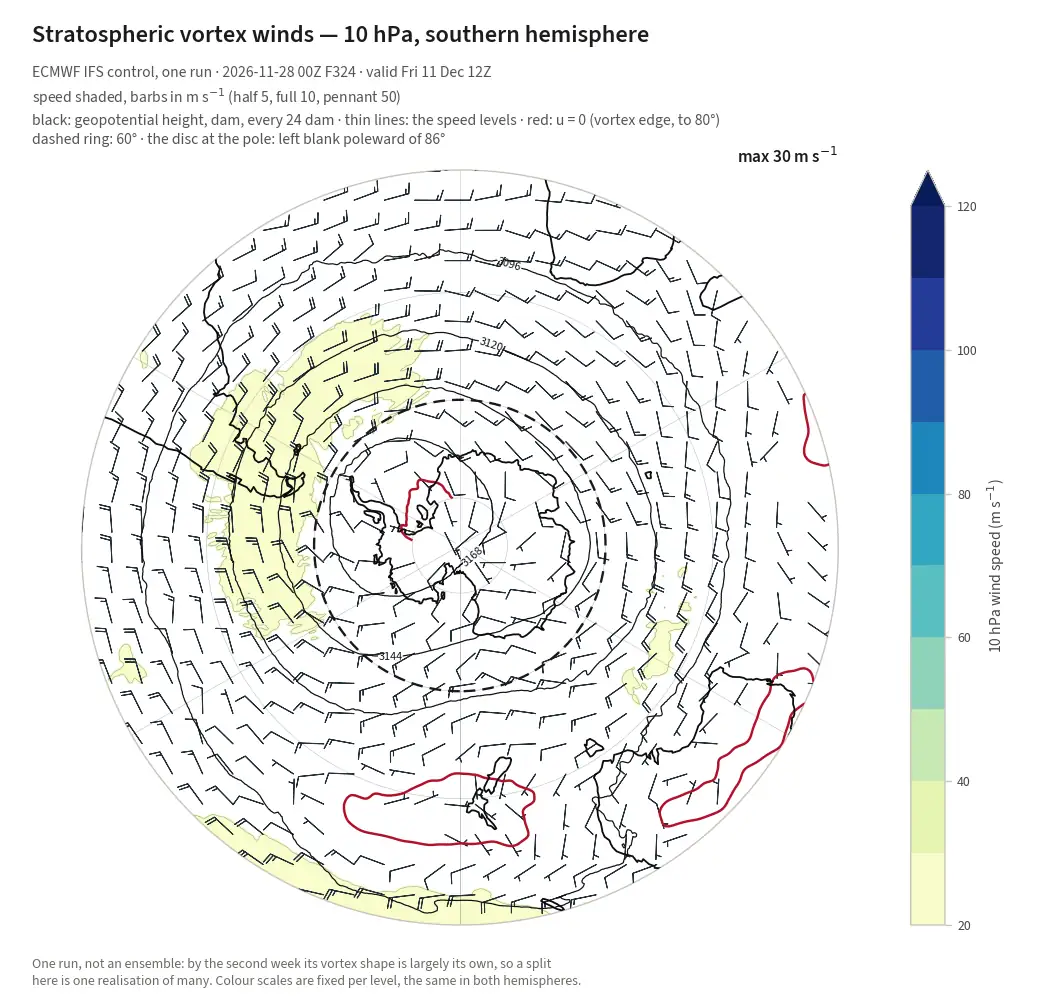 Stratospheric vortex winds — 10 hPa, southern hemisphere
ECMWF IFS control, one run · 2026-11-28 00Z F324 · valid Fri 11 Dec 12Z
speed shaded, barbs in m s⁻¹ (half 5, full 10, pennant 50)
black: geopotential height, dam, every 24 dam · thin lines: the speed levels · red: u = 0 (vortex edge, to 80°)
dashed ring: 60° · the disc at the pole: left blank poleward of 86°
max 30 m s⁻¹
3096
3120
3168
3144
120
100
80
60
40
20
10 hPa wind speed (m s⁻¹)
One run, not an ensemble: by the second week its vortex shape is largely its own, so a split
here is one realisation of many. Colour scales are fixed per level, the same in both hemispheres.